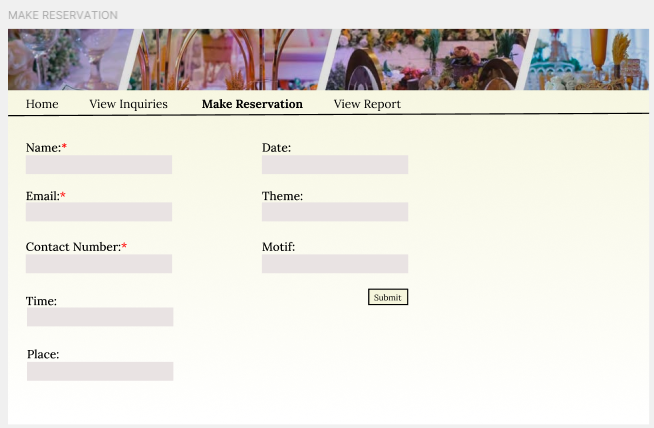 MAKE RESERVATION
Home View Inquiries Make Reservation View Report
Name:* Date:
Email:* Theme:
Contact Number:* Motif:
Submit
Time:
Place: